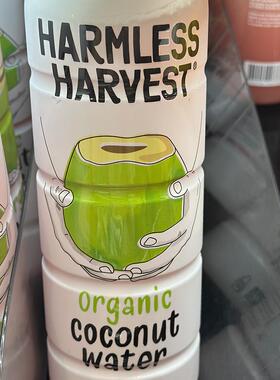 HARMLESS
HARVEST®
organic
coconut
water